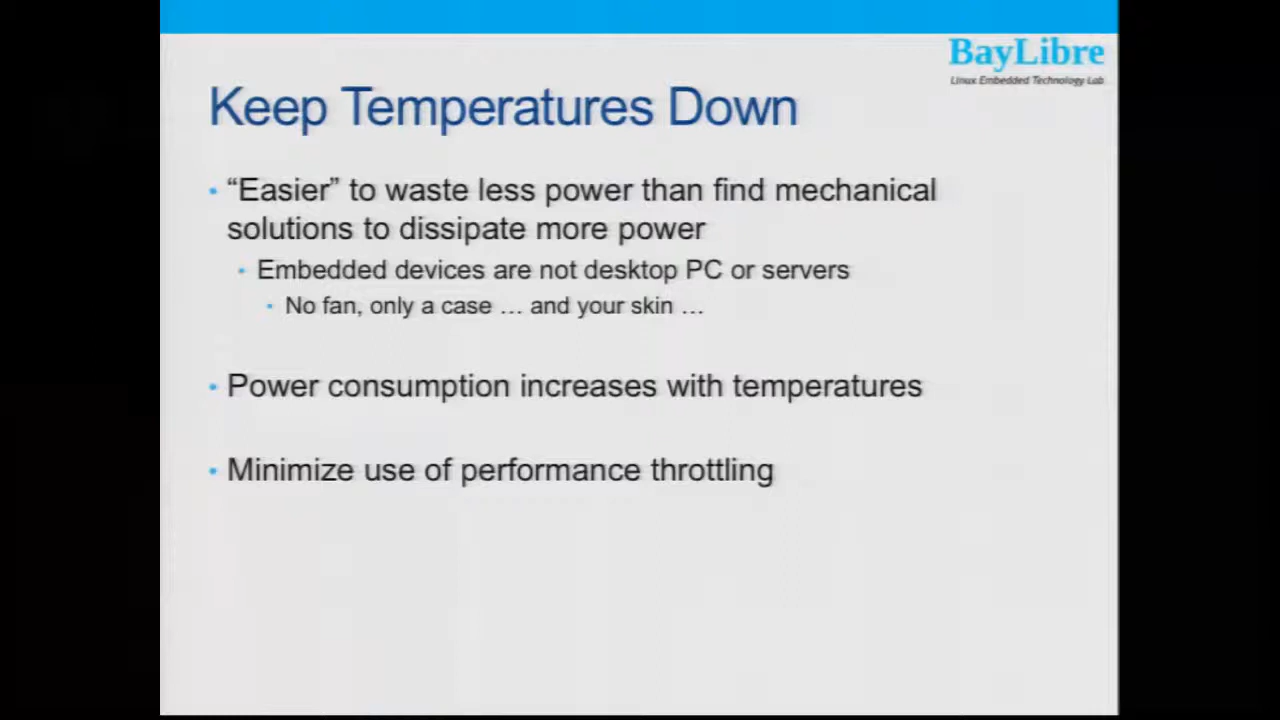 BayLibre
Linux Embedded Technology Lab
Keep Temperatures Down
• “Easier” to waste less power than find mechanical
solutions to dissipate more power
• Embedded devices are not desktop PC or servers
• No fan, only a case … and your skin …
• Power consumption increases with temperatures
• Minimize use of performance throttling